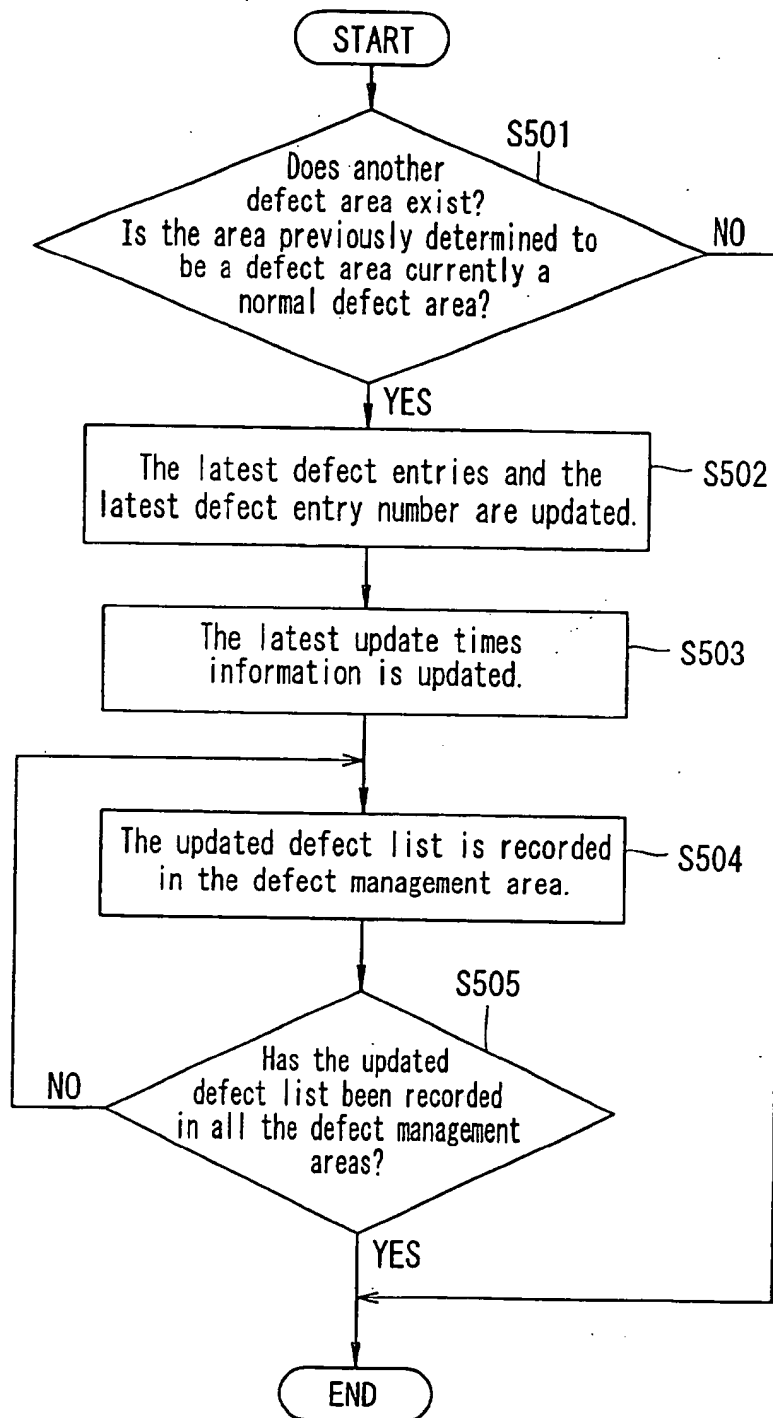 START
S501
Does another
defect area exist?
Is the area previously determined to
be a defect area currently a
normal defect area?
NO
YES
The latest defect entries and the
latest defect entry number are updated.
S502
The latest update times
information is updated.
S503
The updated defect list is recorded
in the defect management area.
S504
S505
Has the updated
defect list been recorded
in all the defect management
areas?
NO
YES
END